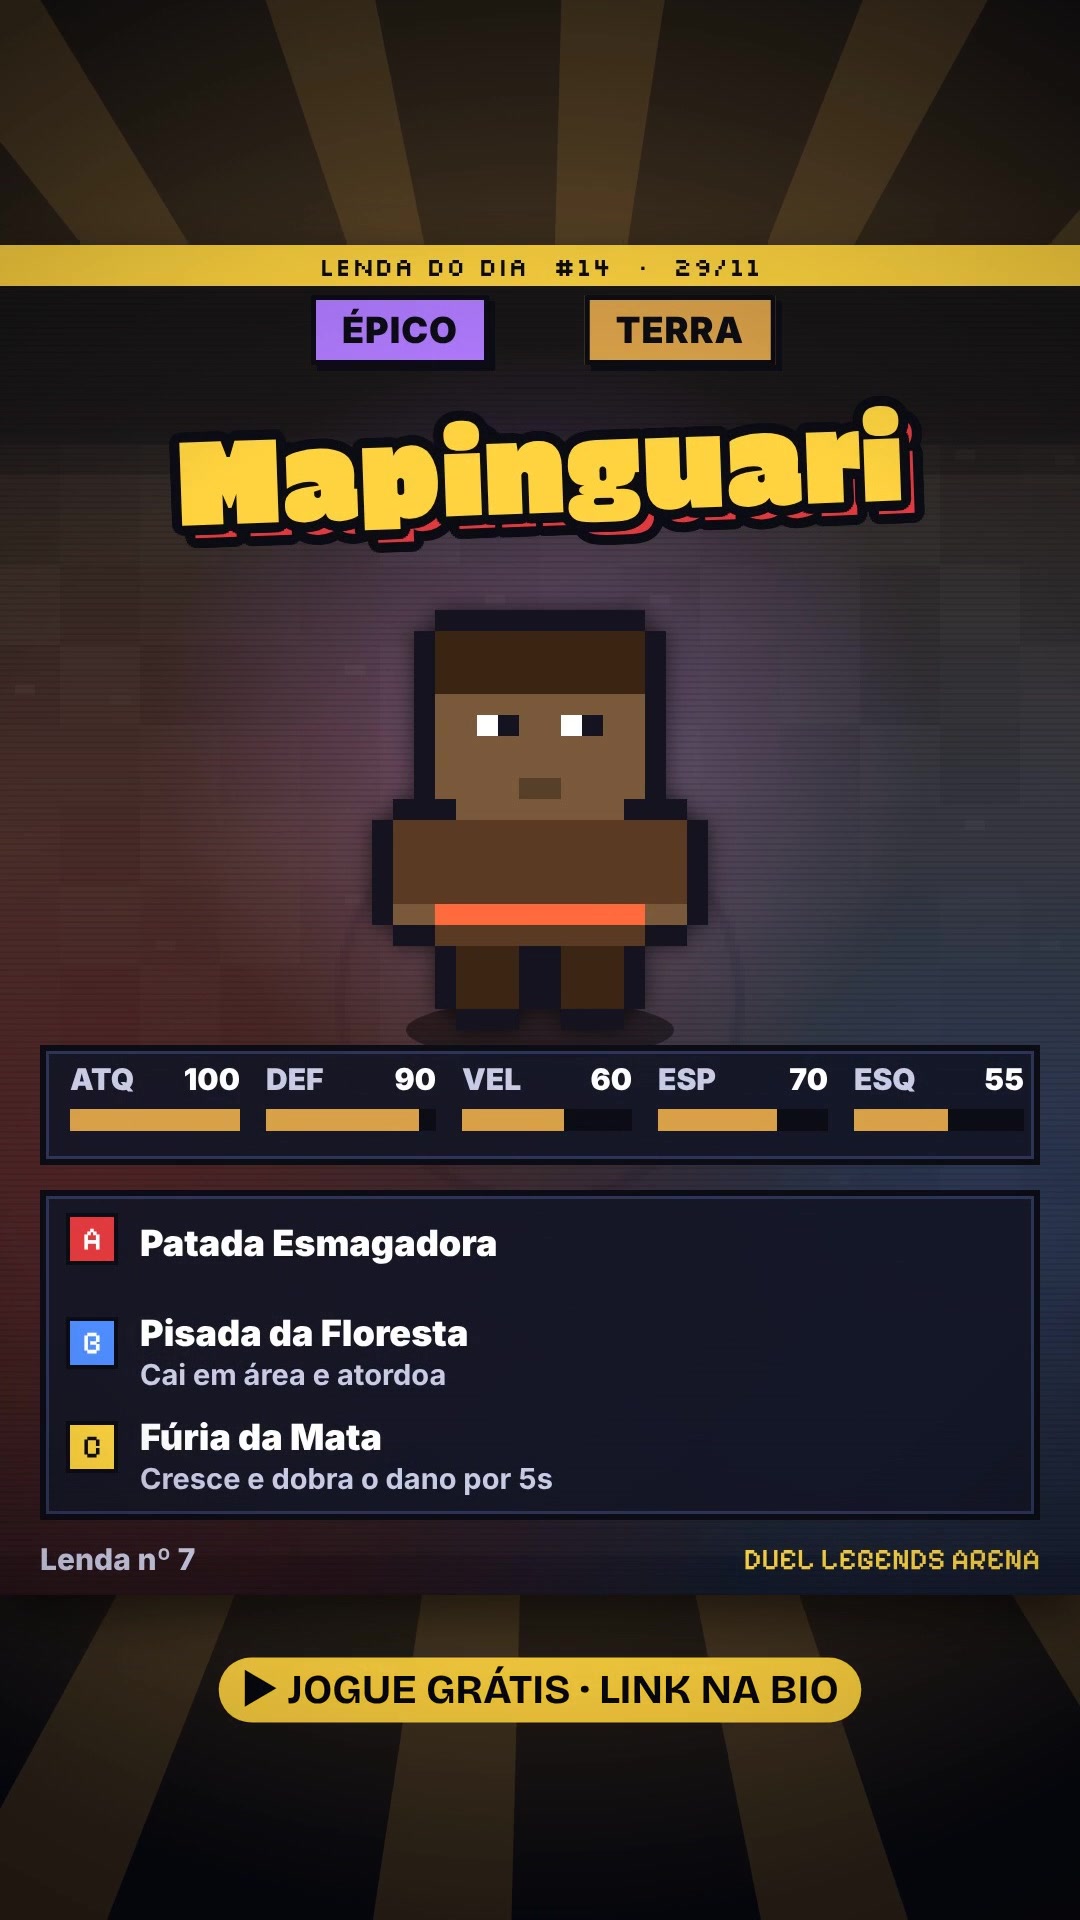 LENDA DO DIA #14 · 29/11
ÉPICO TERRA
Mapinguari
ATQ 100 DEF 90 VEL 60 ESP 70 ESQ 55
A Patada Esmagadora
B Pisada da Floresta
Cai em área e atordoa
C Fúria da Mata
Cresce e dobra o dano por 5s
Lenda nº 7 DUEL LEGENDS ARENA
▶ JOGUE GRÁTIS · LINK NA BIO